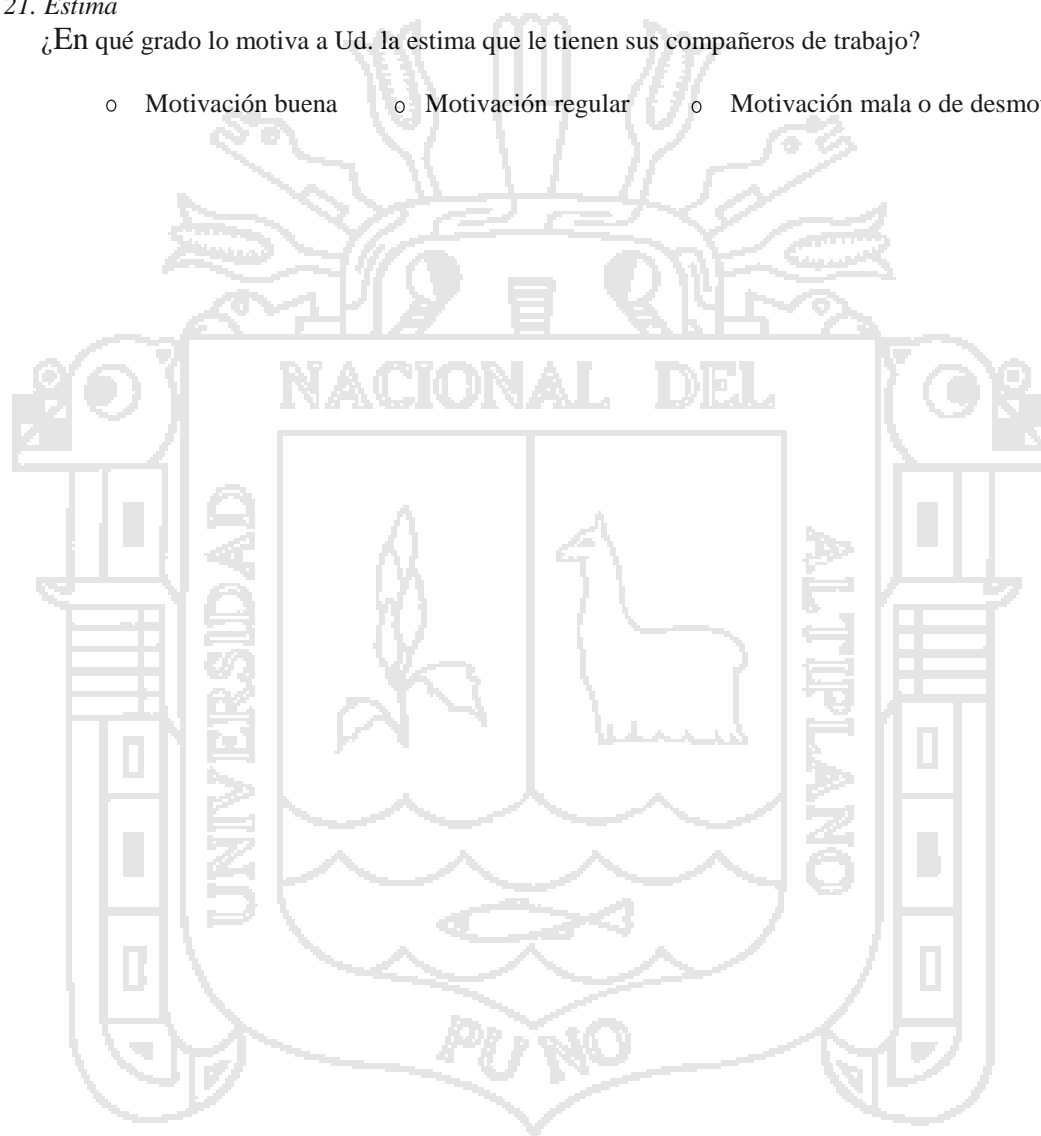 21. Estima
¿En qué grado lo motiva a Ud. la estima que le tienen sus compañeros de trabajo?
o Motivación buena o Motivación regular o Motivación mala o de
NACIONAL DEL
UNIVERSIDAD
ALTIPLANO
PUNO